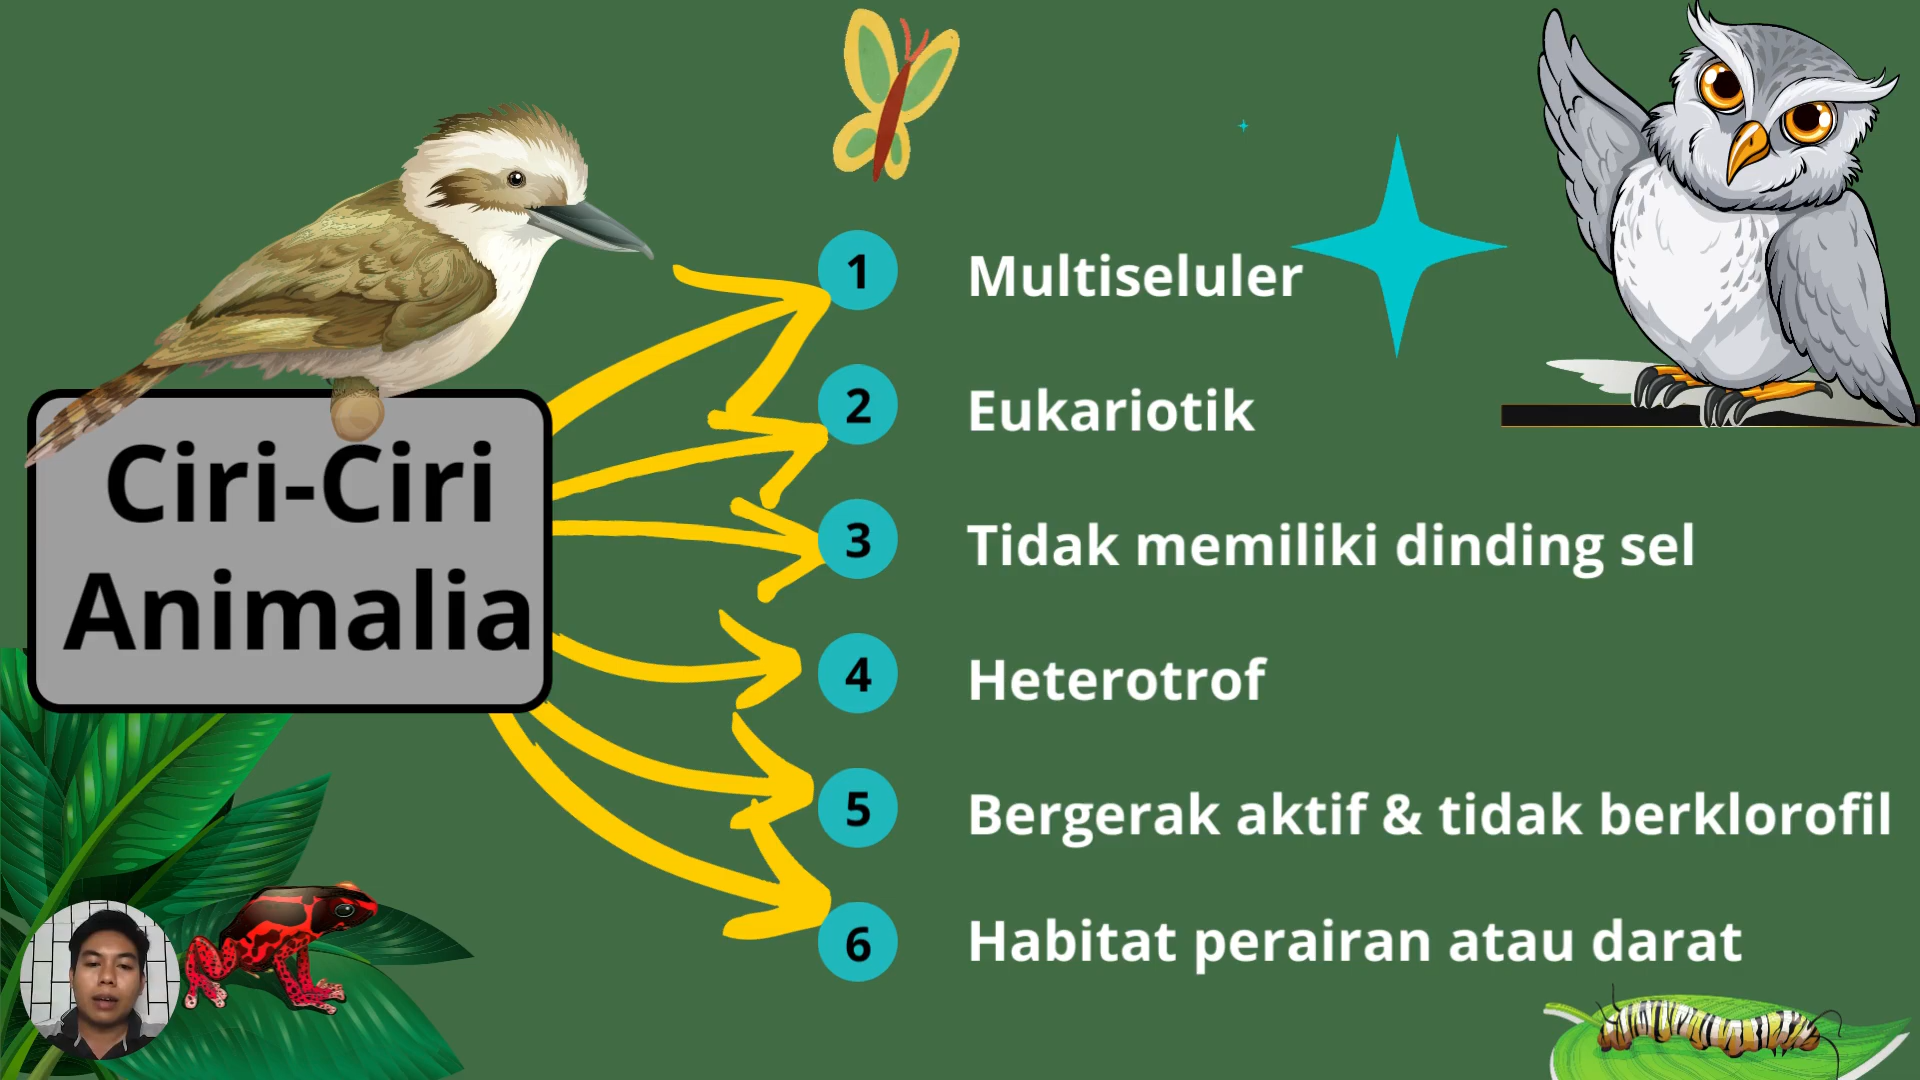 Ciri-Ciri
Animalia
1 Multiseluler
2 Eukariotik
3 Tidak memiliki dinding sel
4 Heterotrof
5 Bergerak aktif & tidak berklorofil
6 Habitat perairan atau darat